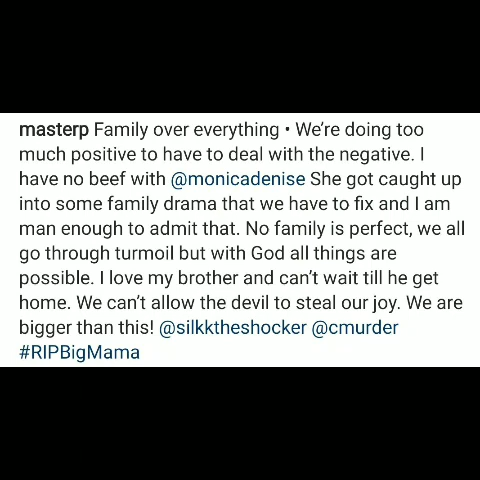 masterp Family over everything • We're doing too
much positive to have to deal with the negative. I
have no beef with @monicadenise She got caught up
into some family drama that we have to fix and I am
man enough to admit that. No family is perfect, we all
go through turmoil but with God all things are
possible. I love my brother and can't wait till he get
home. We can't allow the devil to steal our joy. We are
bigger than this! @silkktheshocker @cmurder
#RIPBigMama